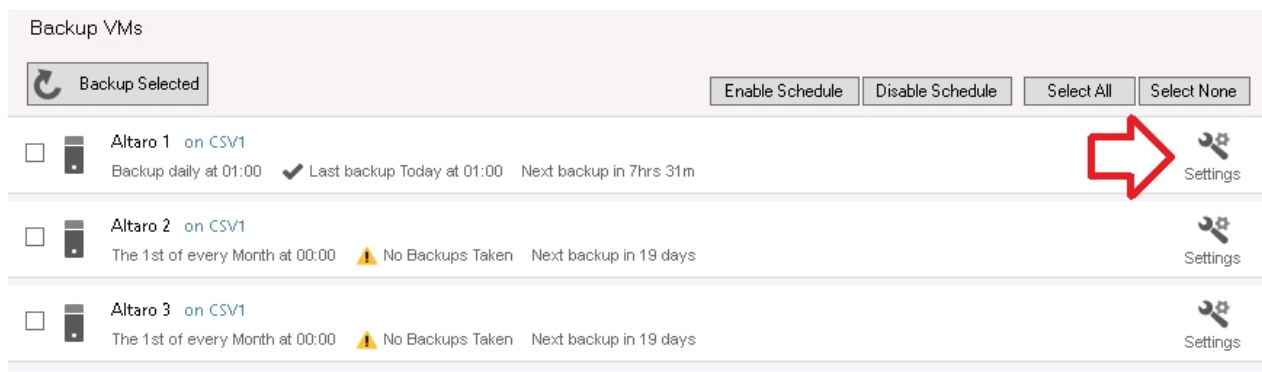 Backup VMs
Backup Selected
Enable Schedule Disable Schedule Select All Select None
Altaro 1 on CSV1
Backup daily at 01:00 Last backup Today at 01:00 Next backup in 7hrs 31m
Settings
Altaro 2 on CSV1
The 1st of every Month at 00:00 No Backups Taken Next backup in 19 days
Settings
Altaro 3 on CSV1
The 1st of every Month at 00:00 No Backups Taken Next backup in 19 days
Settings